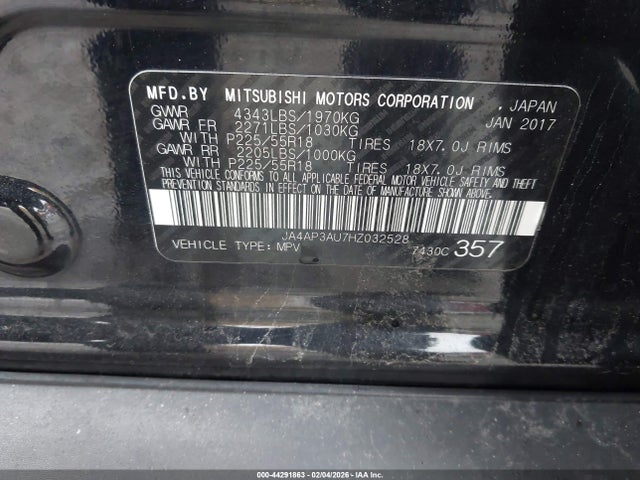 MFD.BY MITSUBISHI MOTORS CORPORATION , JAPAN
GVWR 4343LBS/1970KG JAN 2017
GAWR FR 2271LBS/1030KG
WITH P225/55R18 TIRES 18X7.0J RIMS
GAWR RR 2205LBS/1000KG
WITH P225/55R18 TIRES 18X7.0J RIMS
THIS VEHICLE CONFORMS TO ALL APPLICABLE FEDERAL MOTOR VEHICLE SAFETY AND THEFT
PREVENTION STANDARDS IN EFFECT ON THE DATE OF MANUFACTURE SHOWN ABOVE.
JA4AP3AU7HZ032528
VEHICLE TYPE: MPV 7430C 357
000-44291863 - 02/04/2026 - IAAI.com